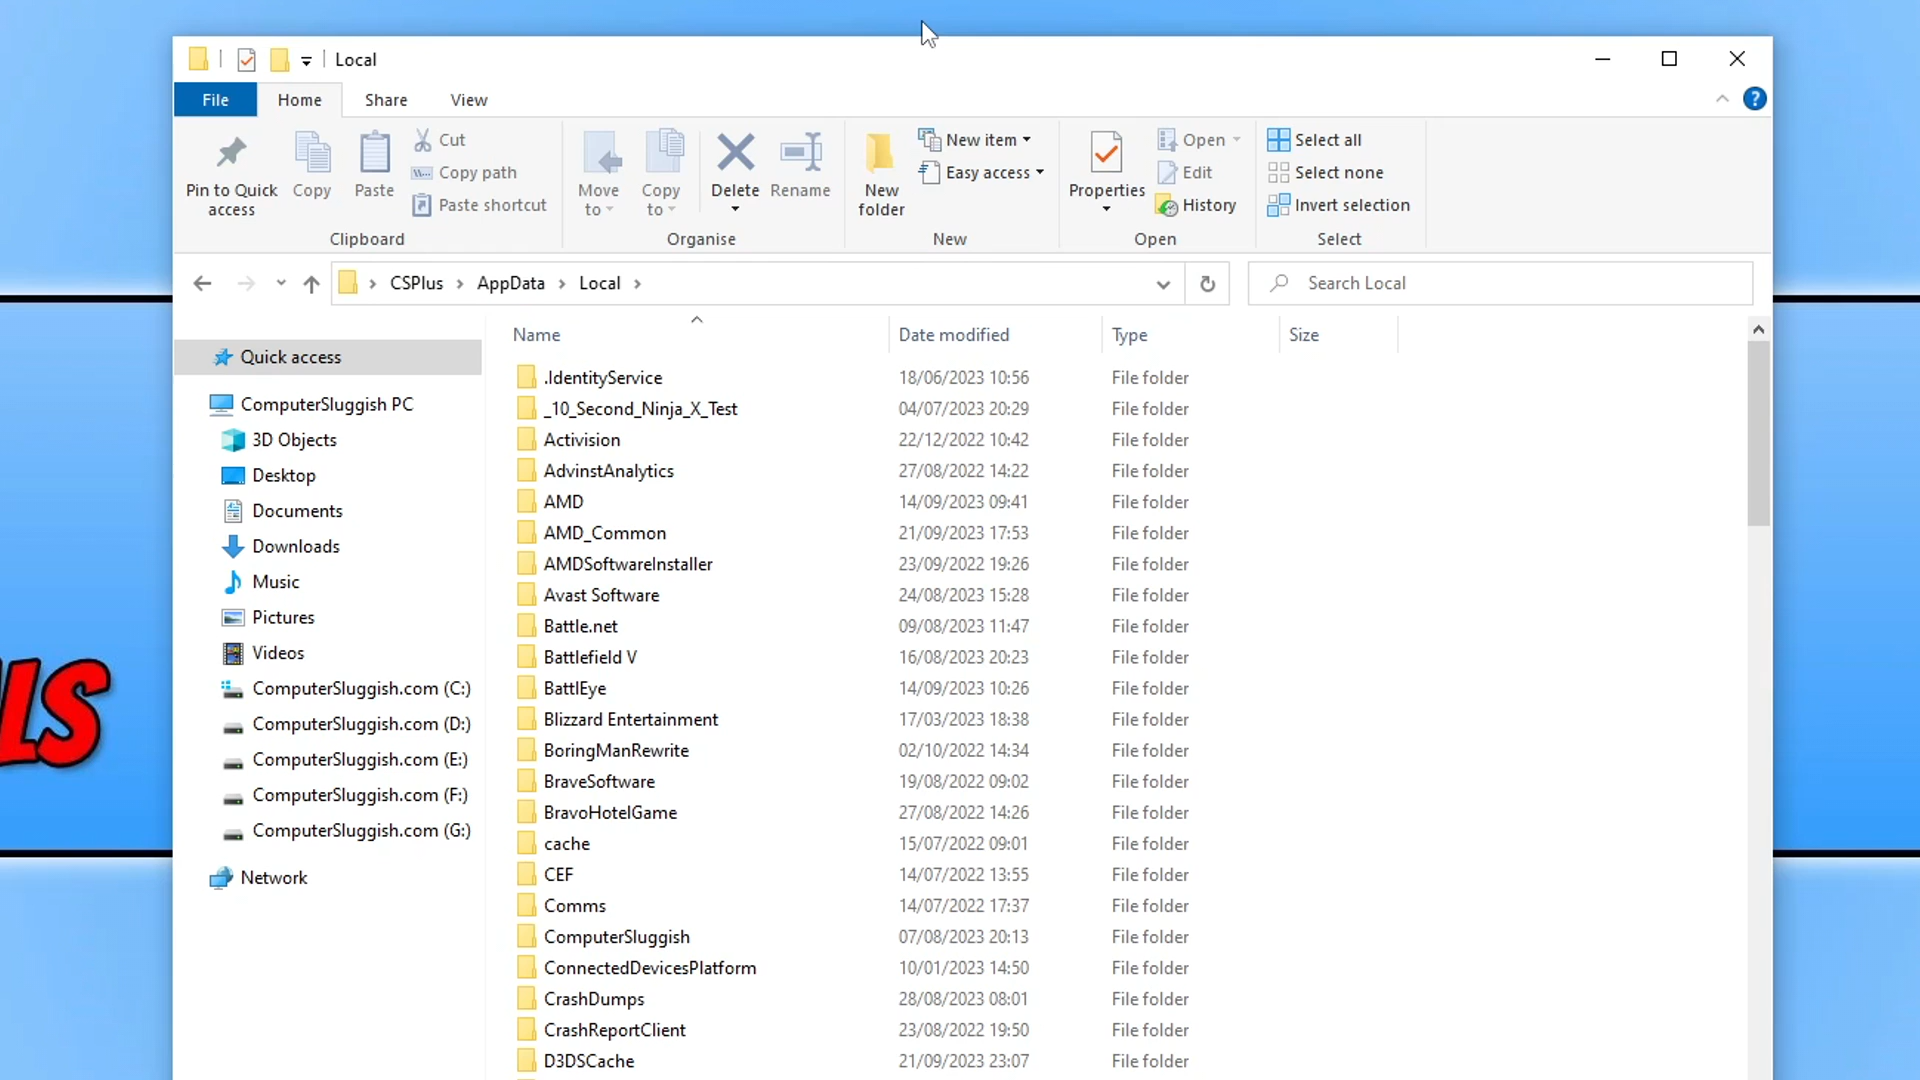 Local
File Home Share View
Pin to Quick access
Copy
Paste
Cut
Copy path
Paste shortcut
Clipboard
Move to
Copy to
Delete
Rename
Organise
New folder
New item
Easy access
New
Properties
Open
Edit
History
Open
Select all
Select none
Invert selection
Select
CSPlus > AppData > Local >
Search Local
Quick access
ComputerSluggish PC
3D Objects
Desktop
Documents
Downloads
Music
Pictures
Videos
ComputerSluggish.com (C:)
ComputerSluggish.com (D:)
ComputerSluggish.com (E:)
ComputerSluggish.com (F:)
ComputerSluggish.com (G:)
Network
Name Date modified Type Size
.IdentityService 18/06/2023 10:56 File folder
_10_Second_Ninja_X_Test 04/07/2023 20:29 File folder
Activision 22/12/2022 10:42 File folder
AdvinstAnalytics 27/08/2022 14:22 File folder
AMD 14/09/2023 09:41 File folder
AMD_Common 21/09/2023 17:53 File folder
AMDSoftwareInstaller 23/09/2022 19:26 File folder
Avast Software 24/08/2023 15:28 File folder
Battle.net 09/08/2023 11:47 File folder
Battlefield V 16/08/2023 20:23 File folder
BattlEye 14/09/2023 10:26 File folder
Blizzard Entertainment 17/03/2023 18:38 File folder
BoringManRewrite 02/10/2022 14:34 File folder
BraveSoftware 19/08/2022 09:02 File folder
BravoHotelGame 27/08/2022 14:26 File folder
cache 15/07/2022 09:01 File folder
CEF 14/07/2022 13:55 File folder
Comms 14/07/2022 17:37 File folder
ComputerSluggish 07/08/2023 20:13 File folder
ConnectedDevicesPlatform 10/01/2023 14:50 File folder
CrashDumps 28/08/2023 08:01 File folder
CrashReportClient 23/08/2022 19:50 File folder
D3DSCache 21/09/2023 23:07 File folder